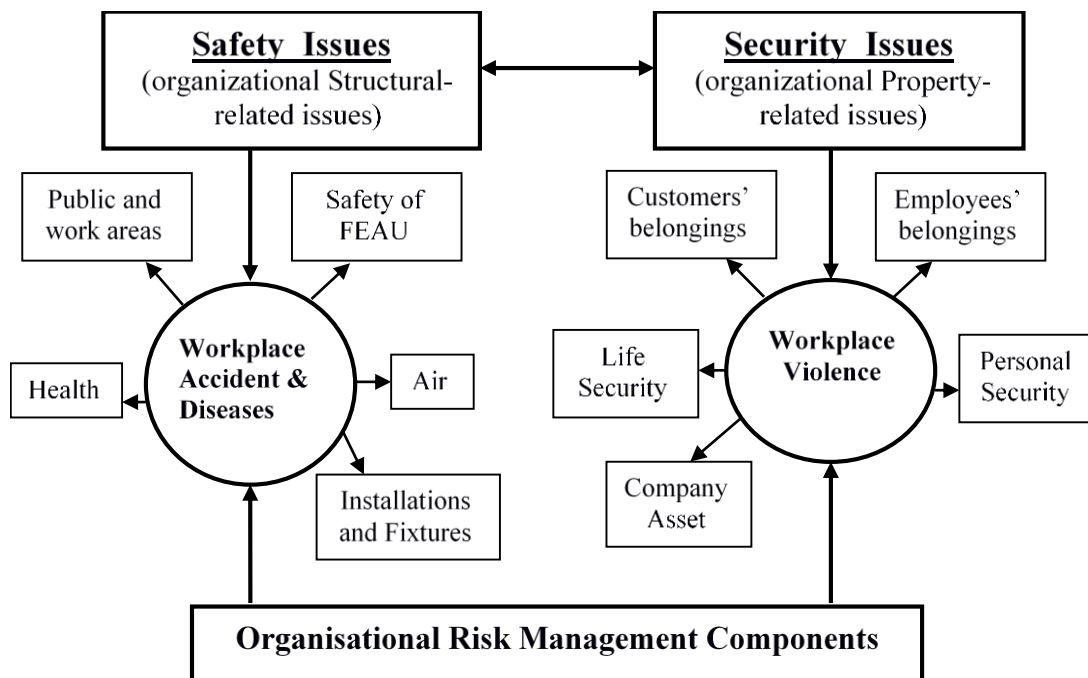 Safety Issues
(organizational Structural-
related issues)
Security Issues
(organizational Property-
related issues)
Public and
work areas
Safety of
FEAU
Customers'
belongings
Employees'
belongings
Workplace
Accident &
Diseases
Workplace
Violence
Health
Air
Life
Security
Personal
Security
Installations
and Fixtures
Company
Asset
Organisational Risk Management Components